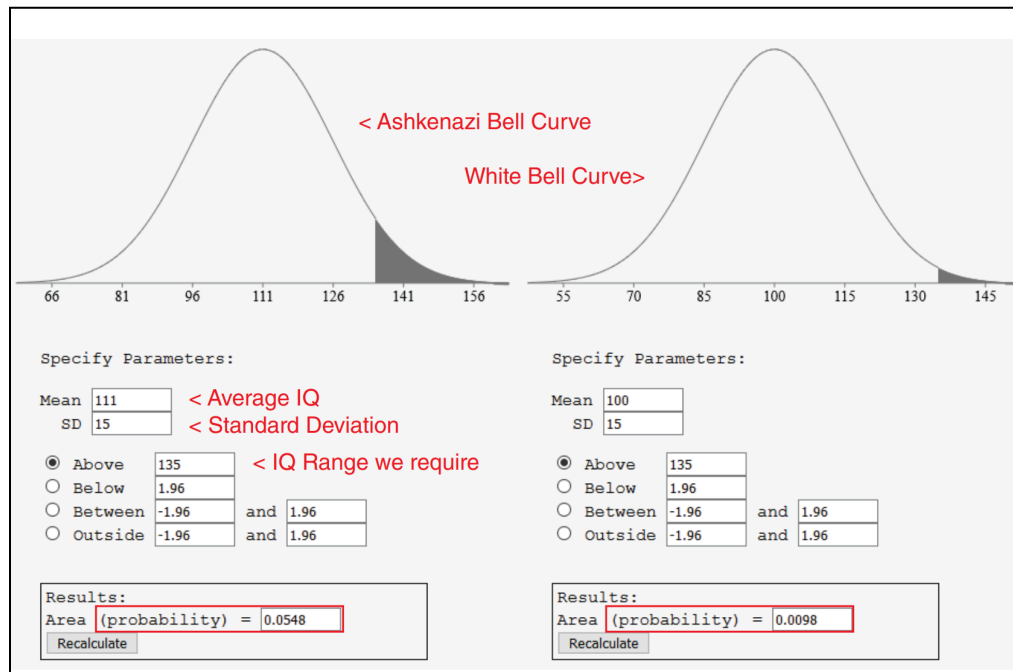 < Ashkenazi Bell Curve
White Bell Curve>
66 81 96 111 126 141 156
55 70 85 100 115 130 145
Specify Parameters:
Mean 111 < Average IQ
SD 15 < Standard Deviation
Above 135 < IQ Range we require
Below 1.96
Between -1.96 and 1.96
Outside -1.96 and 1.96
Results:
Area (probability) = 0.0548
Recalculate
Specify Parameters:
Mean 100
SD 15
Above 135
Below 1.96
Between -1.96 and 1.96
Outside -1.96 and 1.96
Results:
Area (probability) = 0.0098
Recalculate